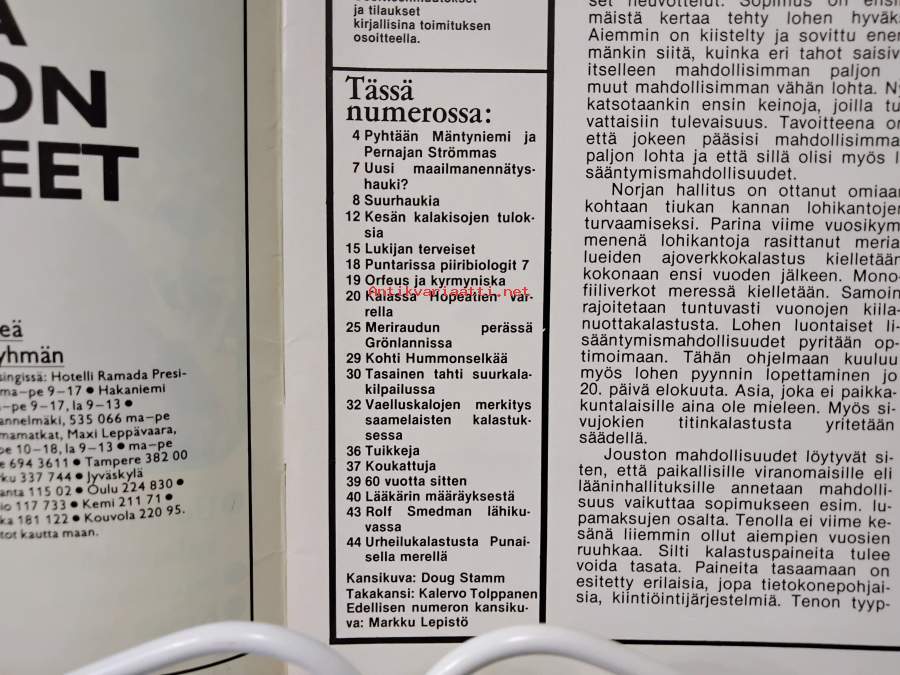 A
ON
EET
eä
yhmän
singissä: Hotelli Ramada Presi-
ma–pe 9–17 ● Hakaniemi
–pe 9–17, la 9–13 ●
annelmäki, 535 066 ma–pe
mamatkat, Maxi Leppävaara,
pe 10–18, la 9–13 ● ma–pe
e 694 3611 ● Tampere 382 00
ku 337 744 ● Jyväskylä
anta 115 02 ● Oulu 224 830 ●
io 117 733 ● Kemi 211 71 ●
ka 181 122 ● Kouvola 220 95.
tot kautta maan.
ja tilaukset
kirjallisina toimituksen
osoitteella.
Tässä
numerossa:
4 Pyhtään Mäntyniemi ja
Pernajan Strömmas
7 Uusi maailmanennätys-
hauki?
8 Suurhaukia
12 Kesän kalakisojen tulok-
sia
15 Lukijan terveiset
18 Puntarissa piiribiologit 7
19 Orfeus ja kyrmyniska
Antikvariaatti.net
20 Kalassa Hopeatien var-
rella
25 Meriraudun perässä
Grönlannissa
29 Kohti Hummonselkää
30 Tasainen tahti suurkala-
kilpailussa
32 Vaelluskalojen merkitys
saamelaisten kalastuk-
sessa
36 Tuikkeja
37 Koukattuja
39 60 vuotta sitten
40 Lääkärin määräyksestä
43 Rolf Smedman lähiku-
vassa
44 Urheilukalastusta Punai-
sella merellä
Kansikuva: Doug Stamm
Takakansi: Kalervo Tolppanen
Edellisen numeron kansiku-
va: Markku Lepistö
set neuvottelut. Sopimus on ensi
mäistä kertaa tehty lohen hyväk
Aiemmin on kiistelty ja sovittu ene
mänkin siitä, kuinka eri tahot saisiv
itselleen mahdollisimman paljon
muut mahdollisimman vähän lohta. Ny
katsotaankin ensin keinoja, joilla tu
vattaisiin tulevaisuus. Tavoitteena on
että jokeen pääsisi mahdollisimma
paljon lohta ja että sillä olisi myös l
sääntymismahdollisuudet.
Norjan hallitus on ottanut omiaan
kohtaan tiukan kannan lohikantojen
turvaamiseksi. Parina viime vuosikym
menenä lohikantoja rasittanut meria
lueiden ajoverkkokalastus kielletään
kokonaan ensi vuoden jälkeen. Mono-
fiiliverkot meressä kielletään. Samoin
rajoitetaan tuntuvasti vuonojen kiila-
nuottakalastusta. Lohen luontaiset li-
sääntymismahdollisuudet pyritään op-
timoimaan. Tähän ohjelmaan kuuluu
myös lohen pyynnin lopettaminen jo
20. päivä elokuuta. Asia, joka ei paikka-
kuntalaisille aina ole mieleen. Myös si-
vujokien titinkalastusta yritetään
säädellä.
Jouston mahdollisuudet löytyvät si-
ten, että paikallisille viranomaisille eli
lääninhallituksille annetaan mahdolli-
suus vaikuttaa sopimukseen esim. lu-
pamaksujen osalta. Tenolla ei viime ke-
sänä liiemmin ollut aiempien vuosien
ruuhkaa. Silti kalastuspaineita tulee
voida tasata. Paineita tasaamaan on
esitetty erilaisia, jopa tietokonepohjai-
sia, kiintiöintijärjestelmiä. Tenon tyyp-